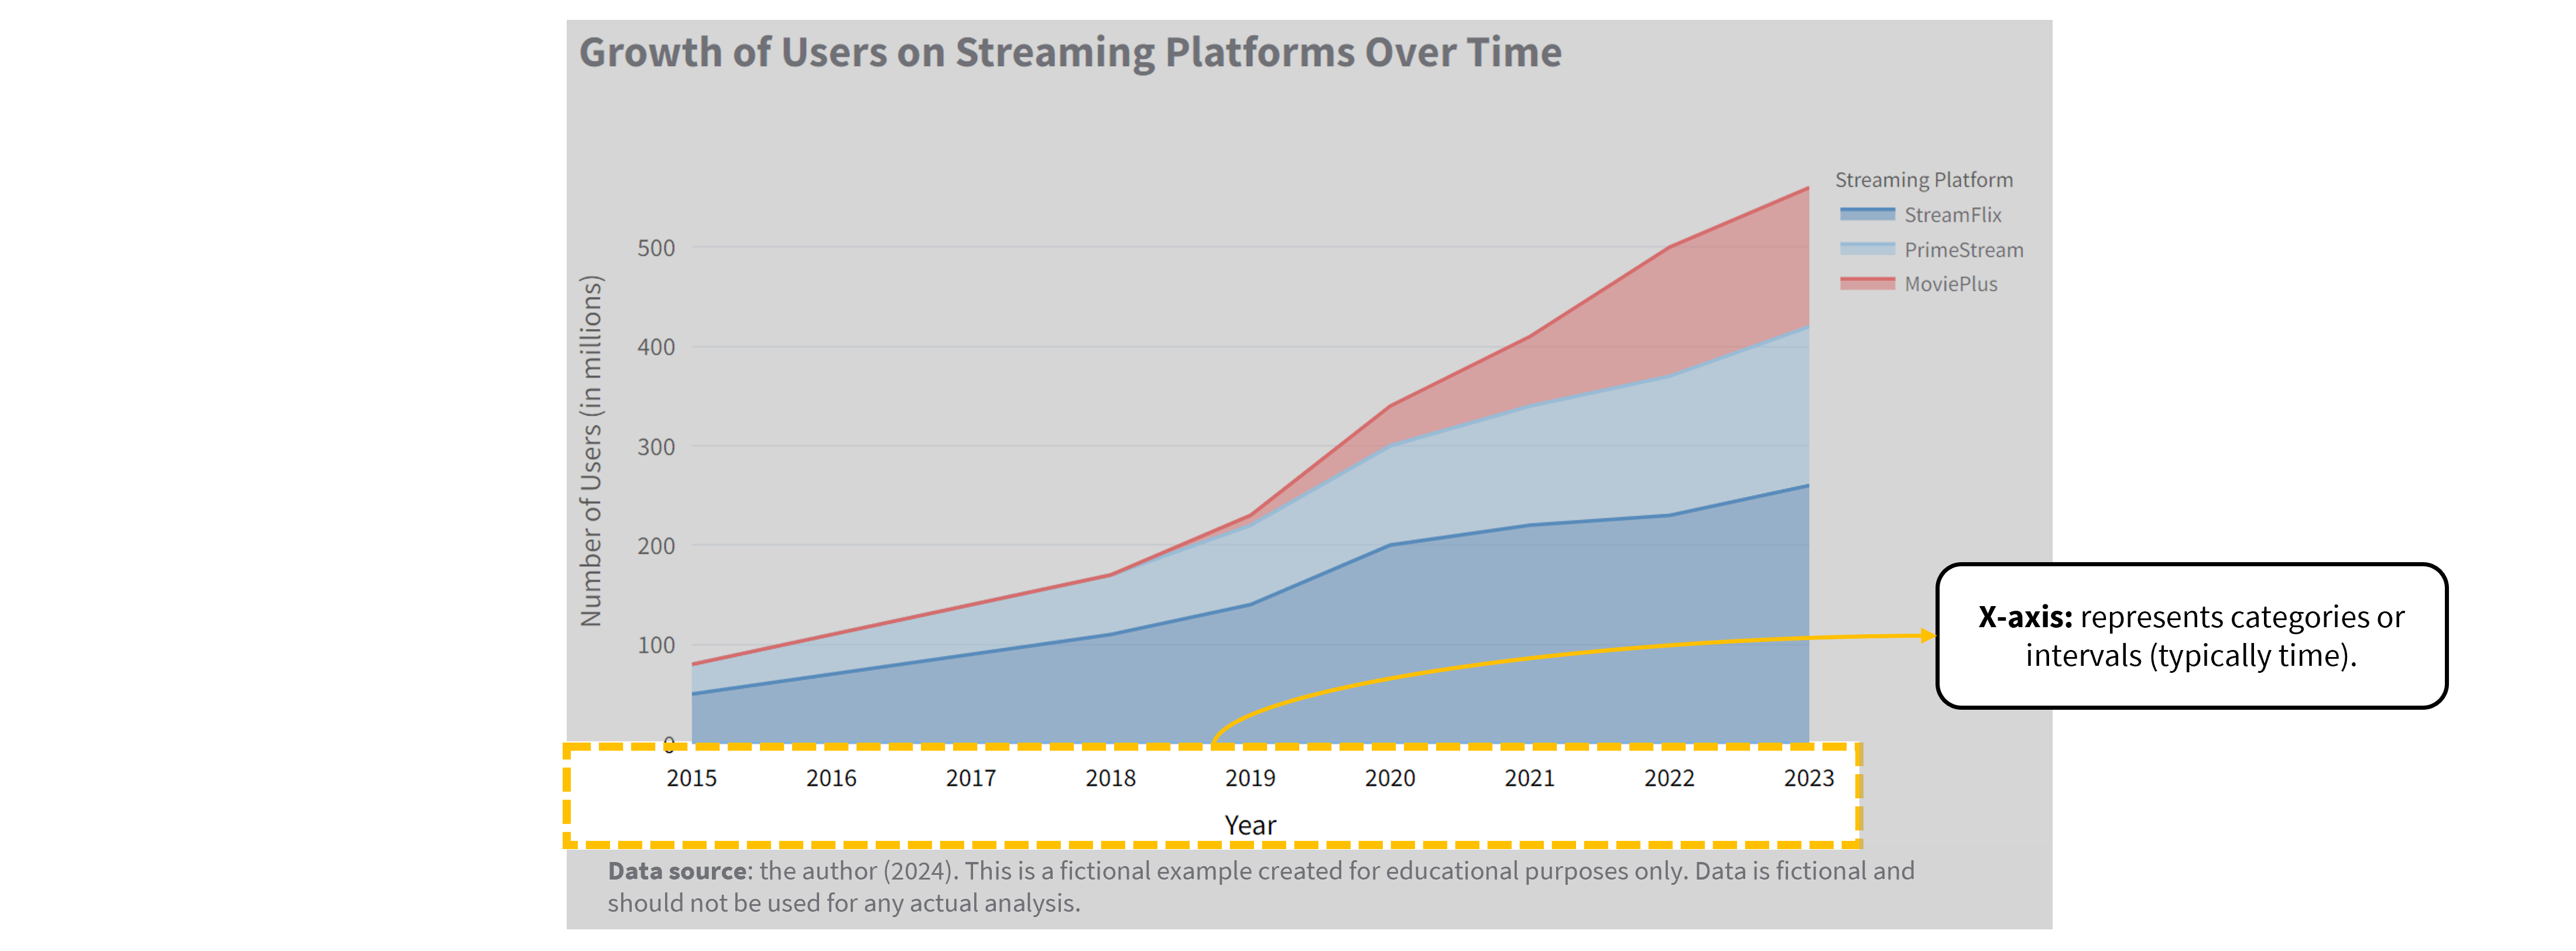 Growth of Users on Streaming Platforms Over Time
Streaming Platform
StreamFlix
PrimeStream
MoviePlus
Number of Users (in millions)
500
400
300
200
100
0
2015 2016 2017 2018 2019 2020 2021 2022 2023
Year
X-axis: represents categories or
intervals (typically time).
Data source: the author (2024). This is a fictional example created for educational purposes only. Data is fictional and
should not be used for any actual analysis.